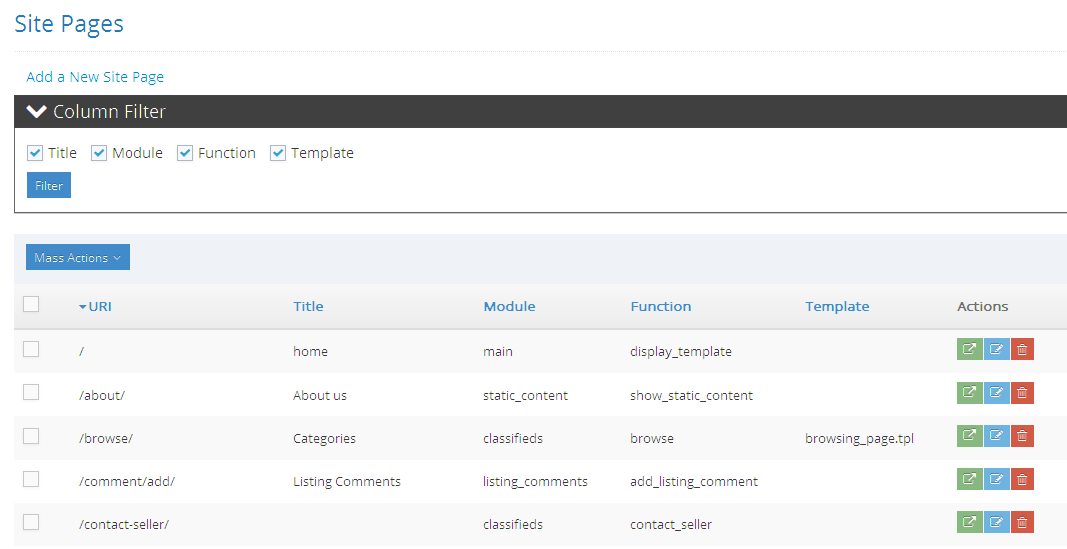 Site Pages
Add a New Site Page
Column Filter
Title Module Function Template
Filter
Mass Actions
URI Title Module Function Template Actions
/ home main display_template
/about/ About us static_content show_static_content
/browse/ Categories classifieds browse browsing_page.tpl
/comment/add/ Listing Comments listing_comments add_listing_comment
/contact-seller/ classifieds contact_seller